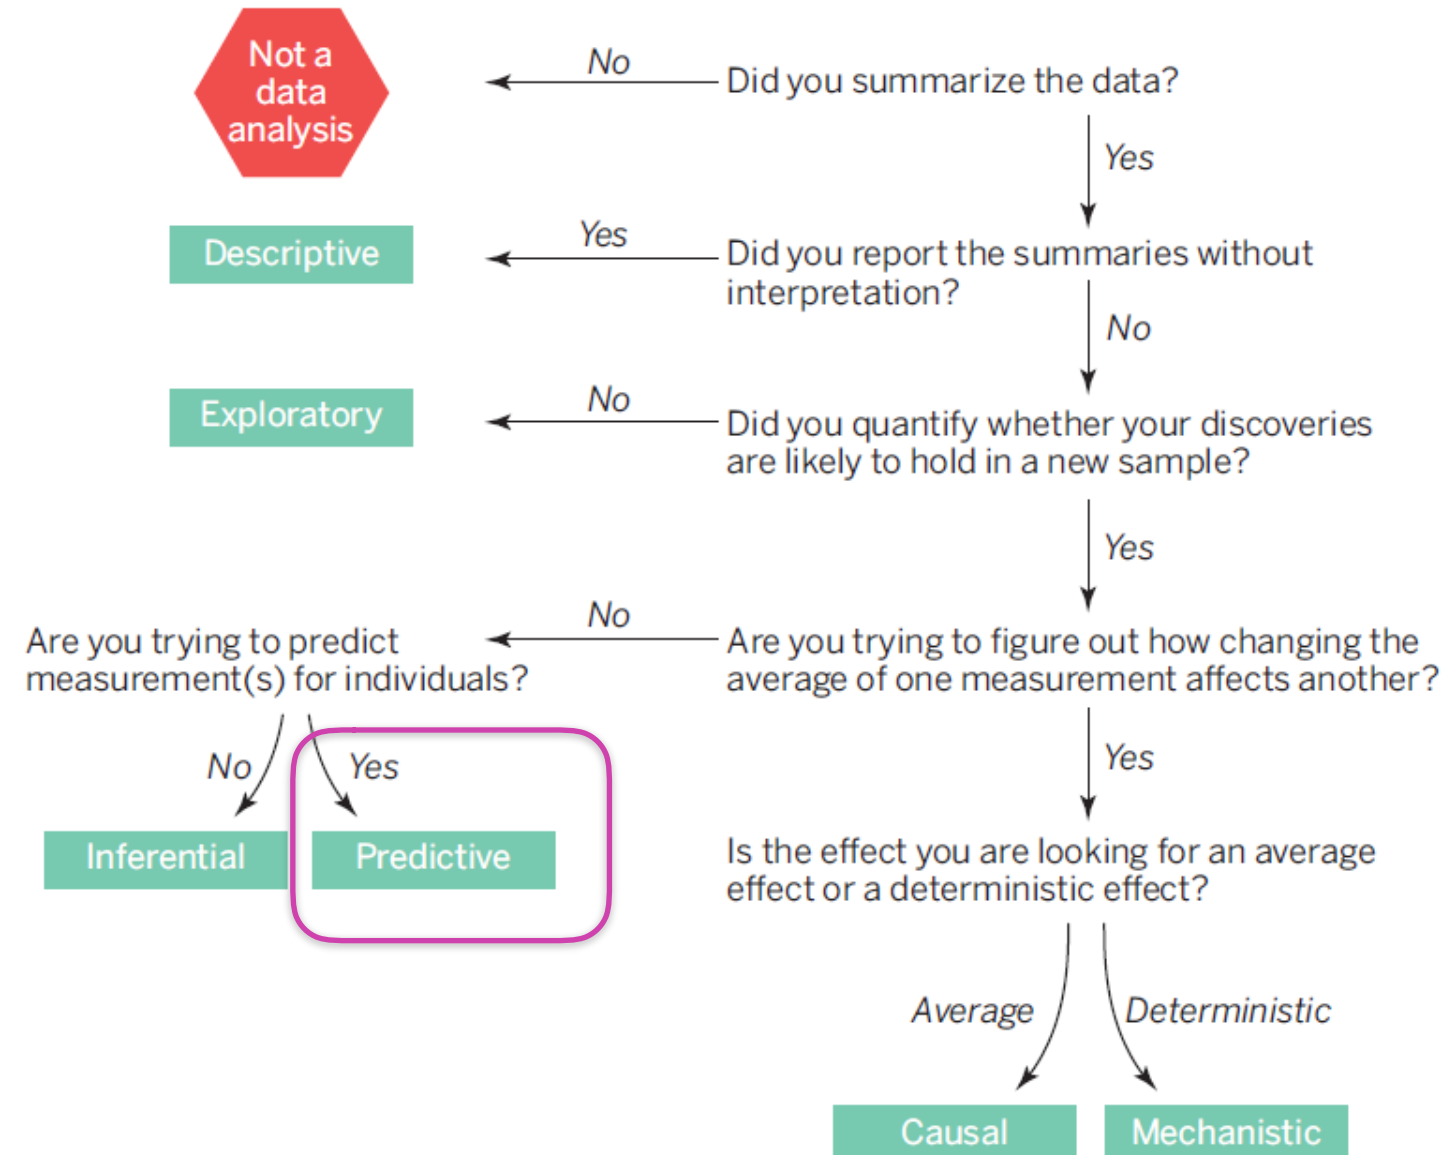 Not a
data
analysis
No
Did you summarize the data?
Yes
Descriptive
Yes
Did you report the summaries without
interpretation?
No
Exploratory
No
Did you quantify whether your discoveries
are likely to hold in a new sample?
Yes
Are you trying to predict
measurement(s) for individuals?
No
Are you trying to figure out how changing the
average of one measurement affects another?
No
Yes
Yes
Inferential
Predictive
Is the effect you are looking for an average
effect or a deterministic effect?
Average
Deterministic
Causal
Mechanistic